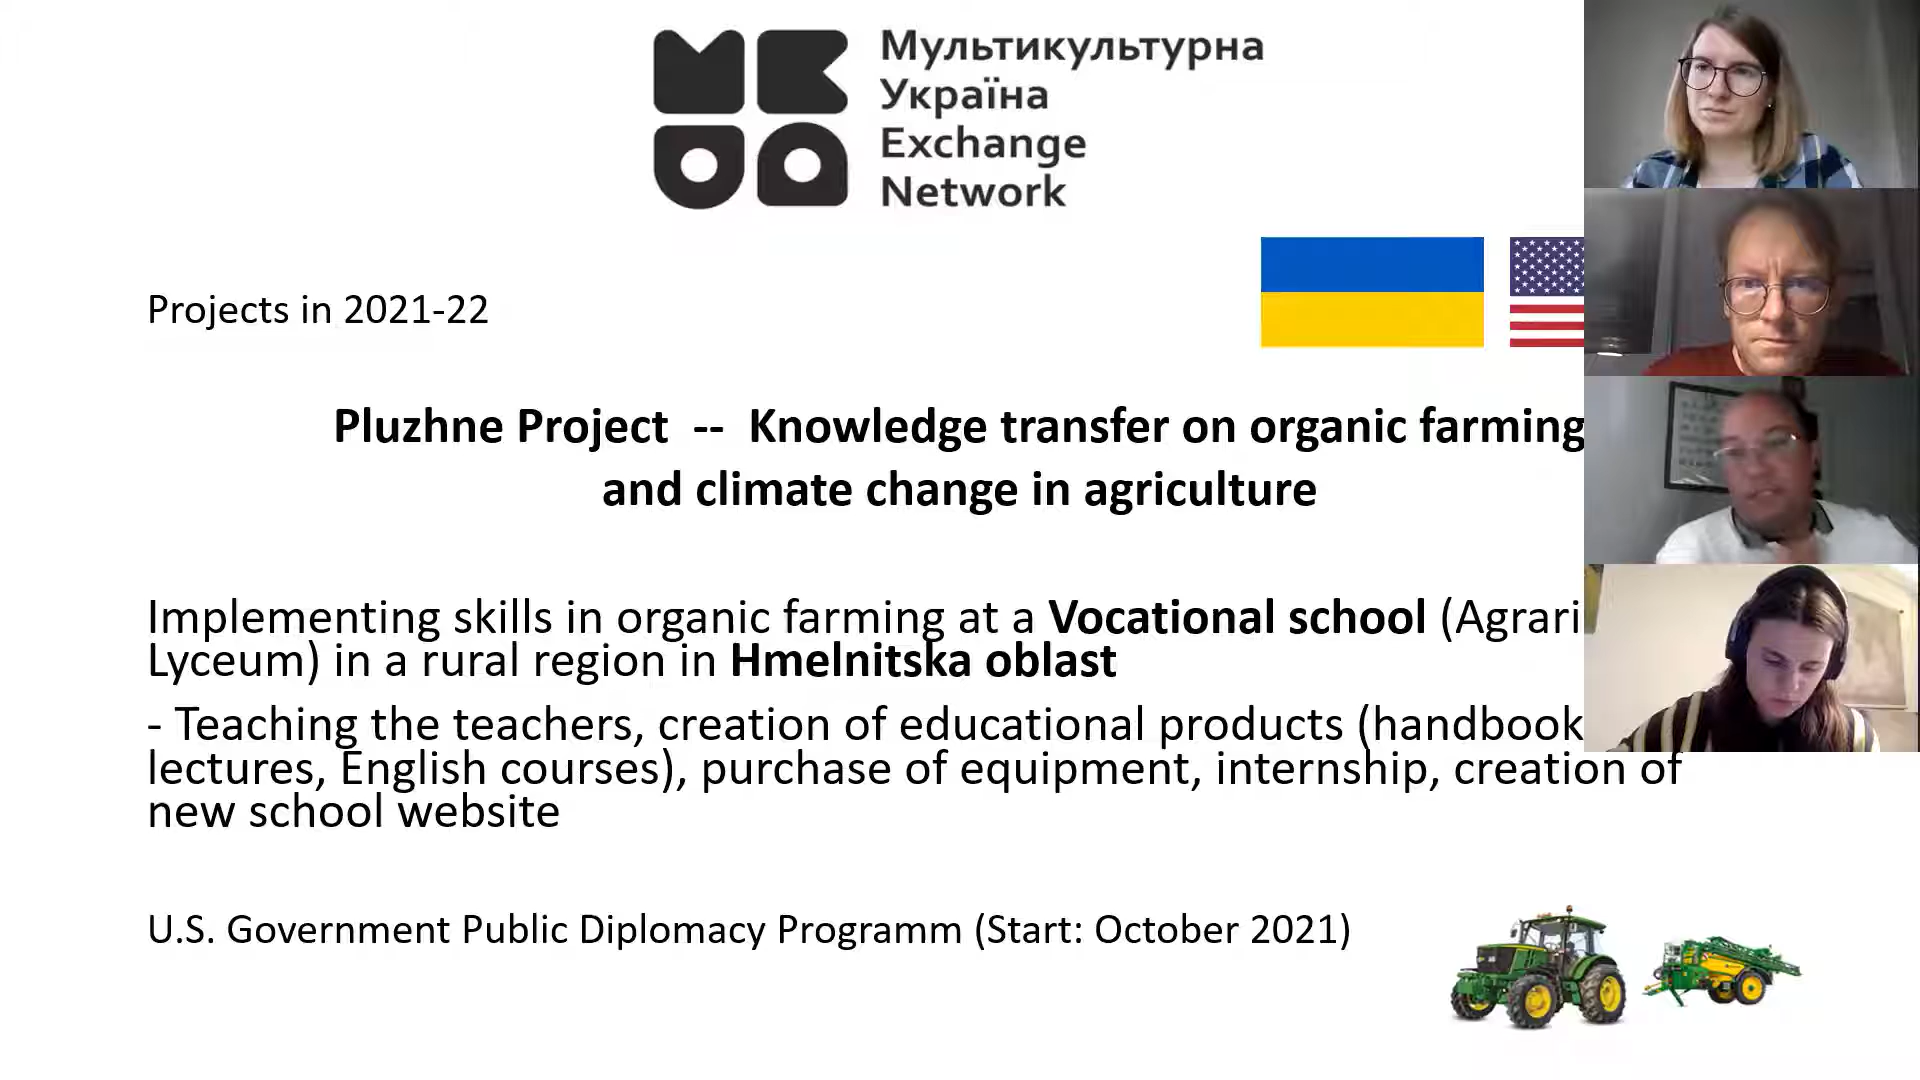 Мультикультурна
Україна
Exchange
Network
Projects in 2021-22
Pluzhne Project -- Knowledge transfer on organic farming
and climate change in agriculture
Implementing skills in organic farming at a Vocational school (Agrari
Lyceum) in a rural region in Hmelnitska oblast
- Teaching the teachers, creation of educational products (handbook
lectures, English courses), purchase of equipment, internship, creation of
new school website
U.S. Government Public Diplomacy Programm (Start: October 2021)